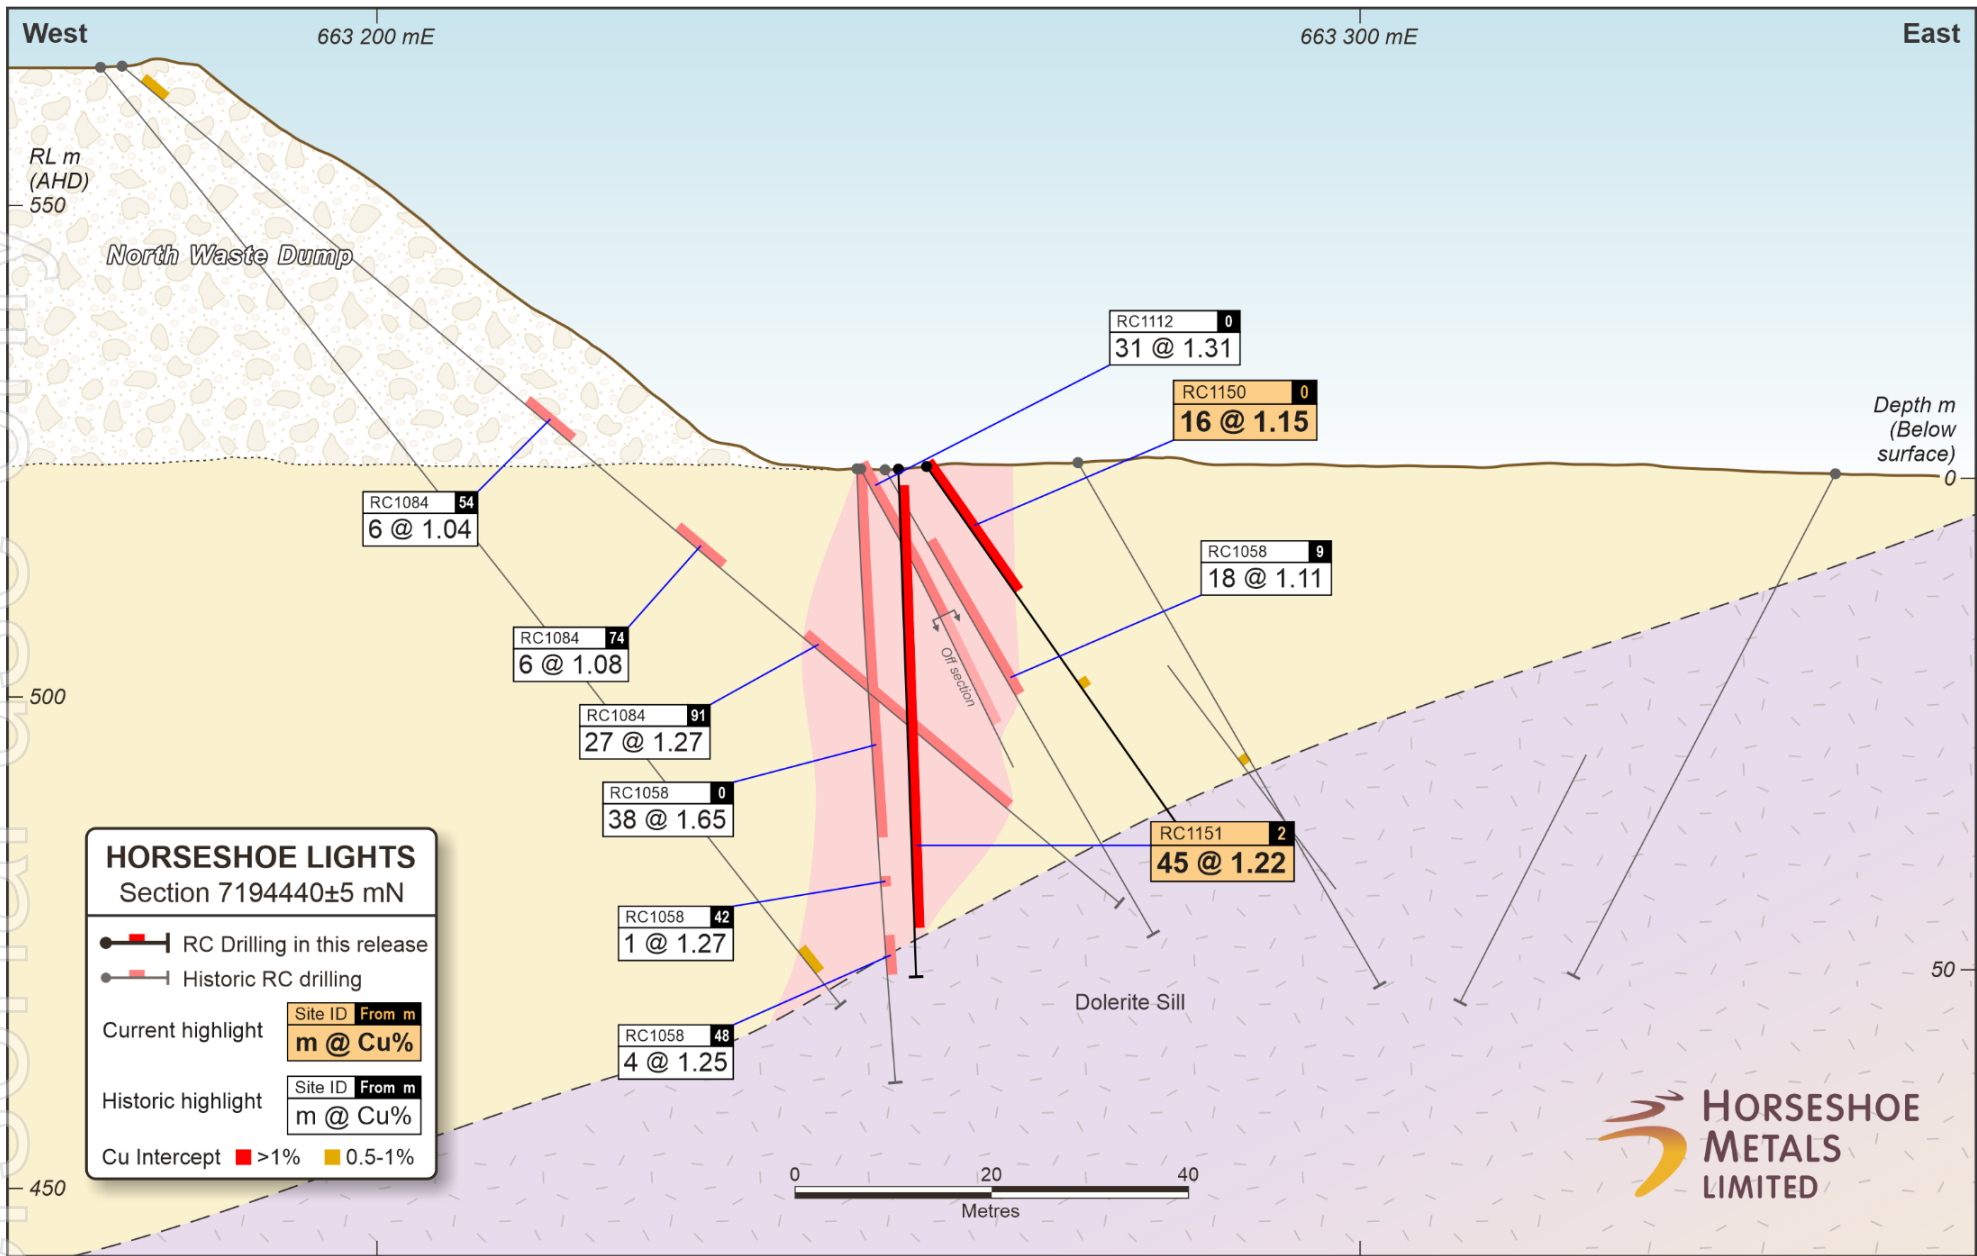 West
663 200 mE
663 300 mE
East
RL m
(AHD)
550
North Waste Dump
RC1112 0
31 @ 1.31
RC1150 0
16 @ 1.15
Depth m
(Below
surface)
0
RC1084 54
6 @ 1.04
RC1058 9
18 @ 1.11
RC1084 74
6 @ 1.08
Off section
500
RC1084 91
27 @ 1.27
RC1058 0
38 @ 1.65
RC1151 2
45 @ 1.22
RC1058 42
1 @ 1.27
50
Dolerite Sill
RC1058 48
4 @ 1.25
HORSESHOE LIGHTS
Section 7194440±5 mN
RC Drilling in this release
Historic RC drilling
Current highlight
Site ID From m
m @ Cu%
Historic highlight
Site ID From m
m @ Cu%
Cu Intercept >1% 0.5-1%
450
0 20 40
Metres
HORSESHOE
METALS
LIMITED